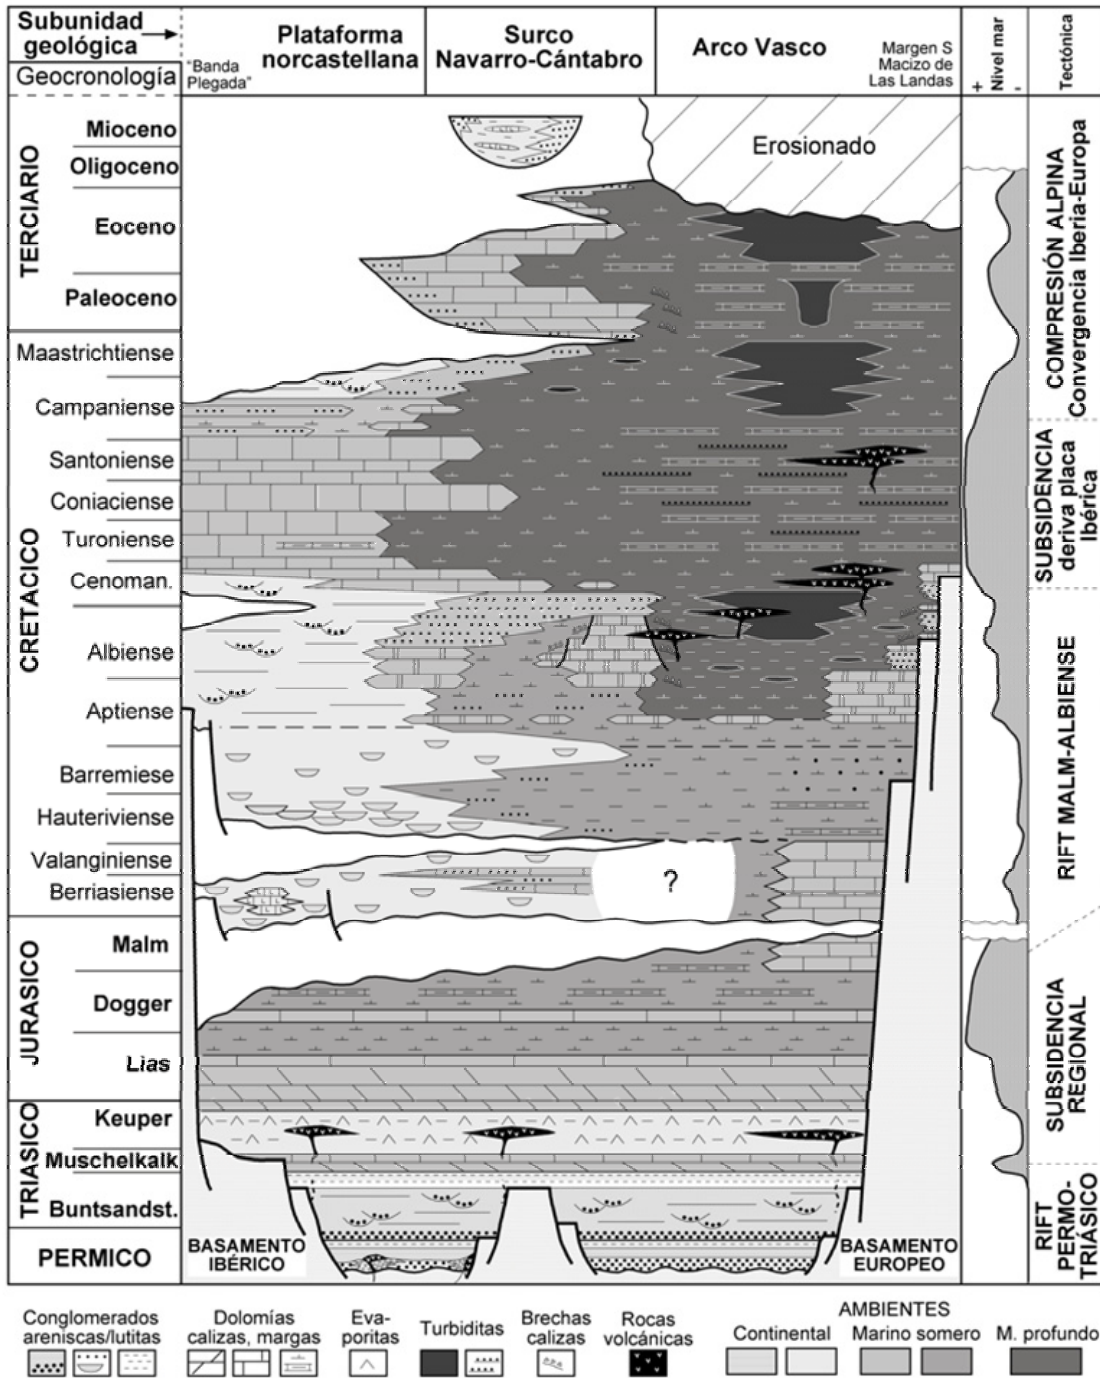 Subunidad
geológica
Plataforma
norcastellana
"Banda
Plegada"
Surco
Navarro-Cántabro
Arco Vasco
Margen S
Macizo de
Las Landas
+ Nivel mar -
Tectónica
Geocronología
TERCIARIO
Mioceno
Oligoceno
Eoceno
Paleoceno
Erosionado
CRETACICO
Maastrichtiense
Campaniense
Santoniense
Coniaciense
Turoniense
Cenoman.
Albiense
Aptiense
Barremiese
Hauteriviense
Valanginiense
Berriasiense
?
JURASICO
Malm
Dogger
Lias
TRIASICO
Keuper
Muschelkalk
Buntsandst.
PERMICO
BASAMENTO
IBÉRICO
BASAMENTO
EUROPEO
COMPRESIÓN ALPINA
Convergencia Iberia-Europa
SUBSIDENCIA
deriva placa
Ibérica
RIFT MALM-ALBIENSE
SUBSIDENCIA
REGIONAL
RIFT
PERMO-
TRIÁSICO
Conglomerados
areniscas/lutitas
Dolomías
calizas, margas
Eva-
poritas
Turbiditas
Brechas
calizas
Rocas
volcánicas
AMBIENTES
Continental
Marino somero
M. profundo